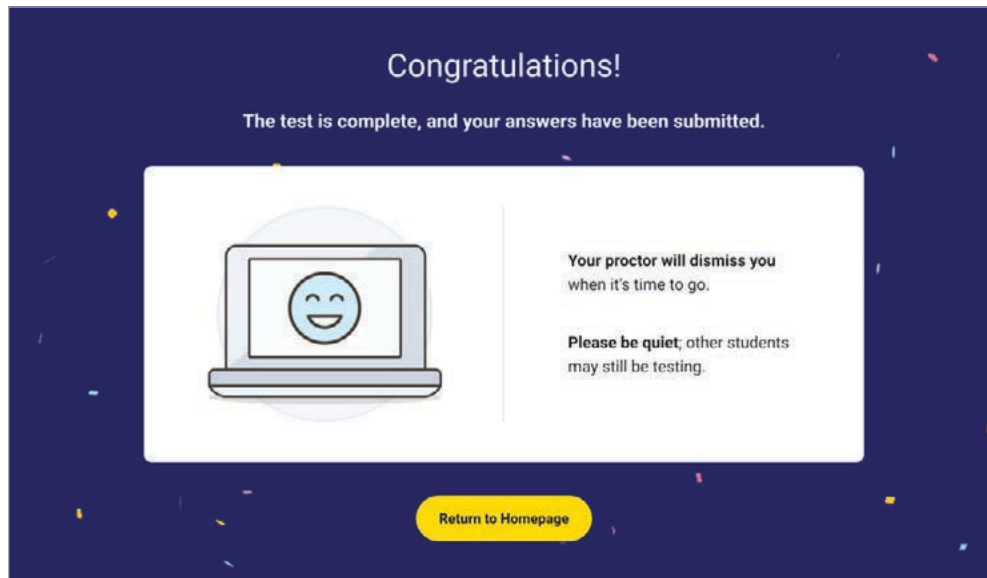 Congratulations!
The test is complete, and your answers have been submitted.
Your proctor will dismiss you
when it's time to go.
Please be quiet; other students
may still be testing.
Return to Homepage